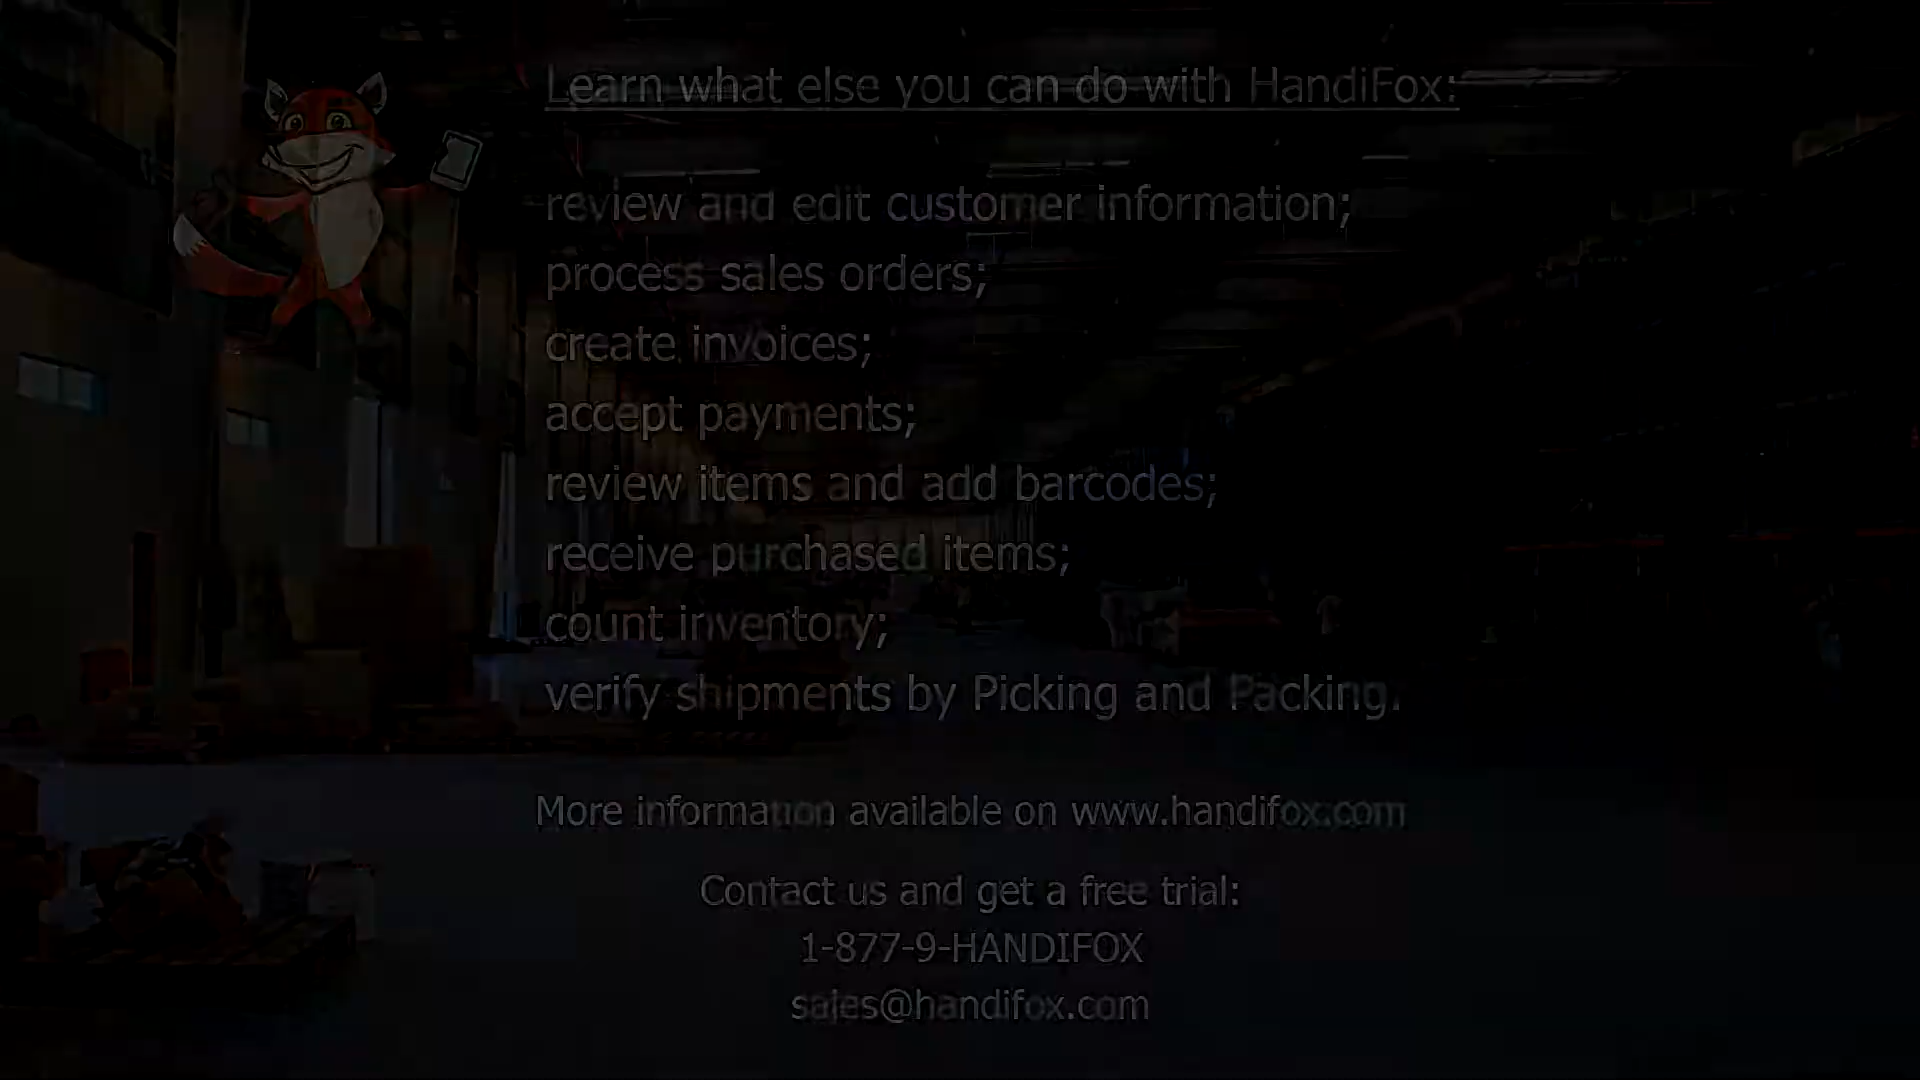 Learn what else you can do with HandiFox:
review and edit customer information;
process sales orders;
create invoices;
accept payments;
review items and add barcodes;
receive purchased items;
count inventory;
verify shipments by Picking and Packing.
More information available on www.handifox.com
Contact us and get a free trial:
1-877-9-HANDIFOX
sales@handifox.com